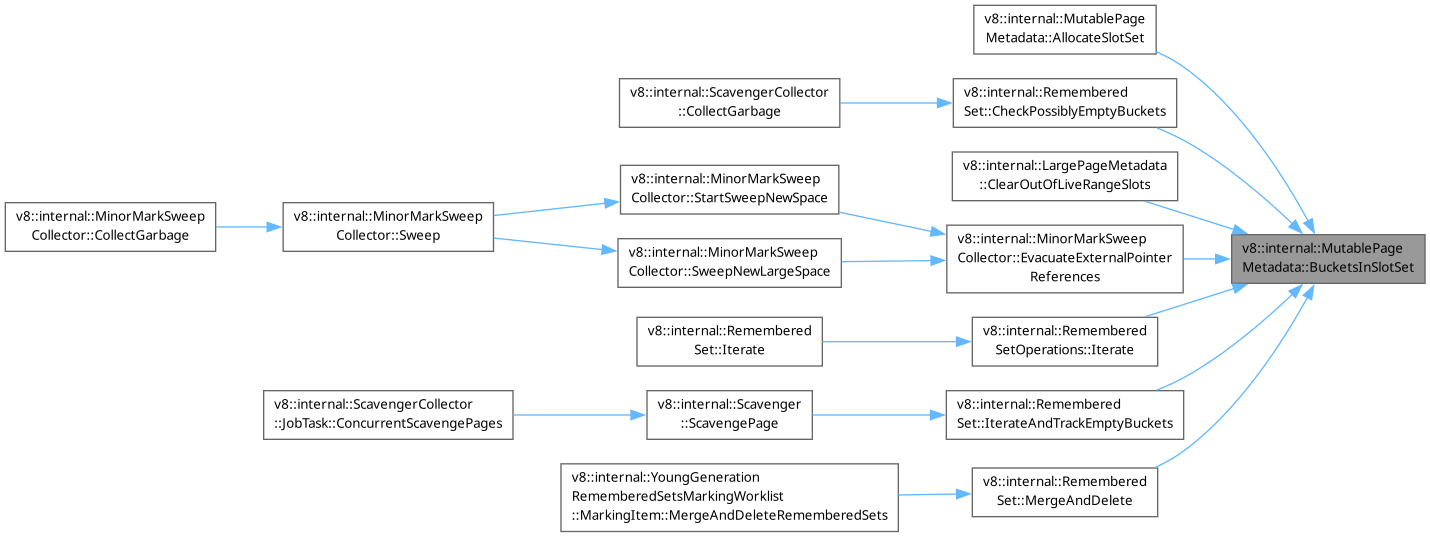 v8::internal::MutablePage
Metadata::AllocateSlotSet
v8::internal::ScavengerCollector
::CollectGarbage
v8::internal::Remembered
Set::CheckPossiblyEmptyBuckets
v8::internal::LargePageMetadata
::ClearOutOfLiveRangeSlots
v8::internal::MinorMarkSweep
Collector::CollectGarbage
v8::internal::MinorMarkSweep
Collector::Sweep
v8::internal::MinorMarkSweep
Collector::StartSweepNewSpace
v8::internal::MinorMarkSweep
Collector::SweepNewLargeSpace
v8::internal::MinorMarkSweep
Collector::EvacuateExternalPointer
References
v8::internal::MutablePage
Metadata::BucketsInSlotSet
v8::internal::Remembered
Set::Iterate
v8::internal::Remembered
SetOperations::Iterate
v8::internal::ScavengerCollector
::JobTask::ConcurrentScavengePages
v8::internal::Scavenger
::ScavengePage
v8::internal::Remembered
Set::IterateAndTrackEmptyBuckets
v8::internal::YoungGeneration
RememberedSetsMarkingWorklist
::MarkingItem::MergeAndDeleteRememberedSets
v8::internal::Remembered
Set::MergeAndDelete